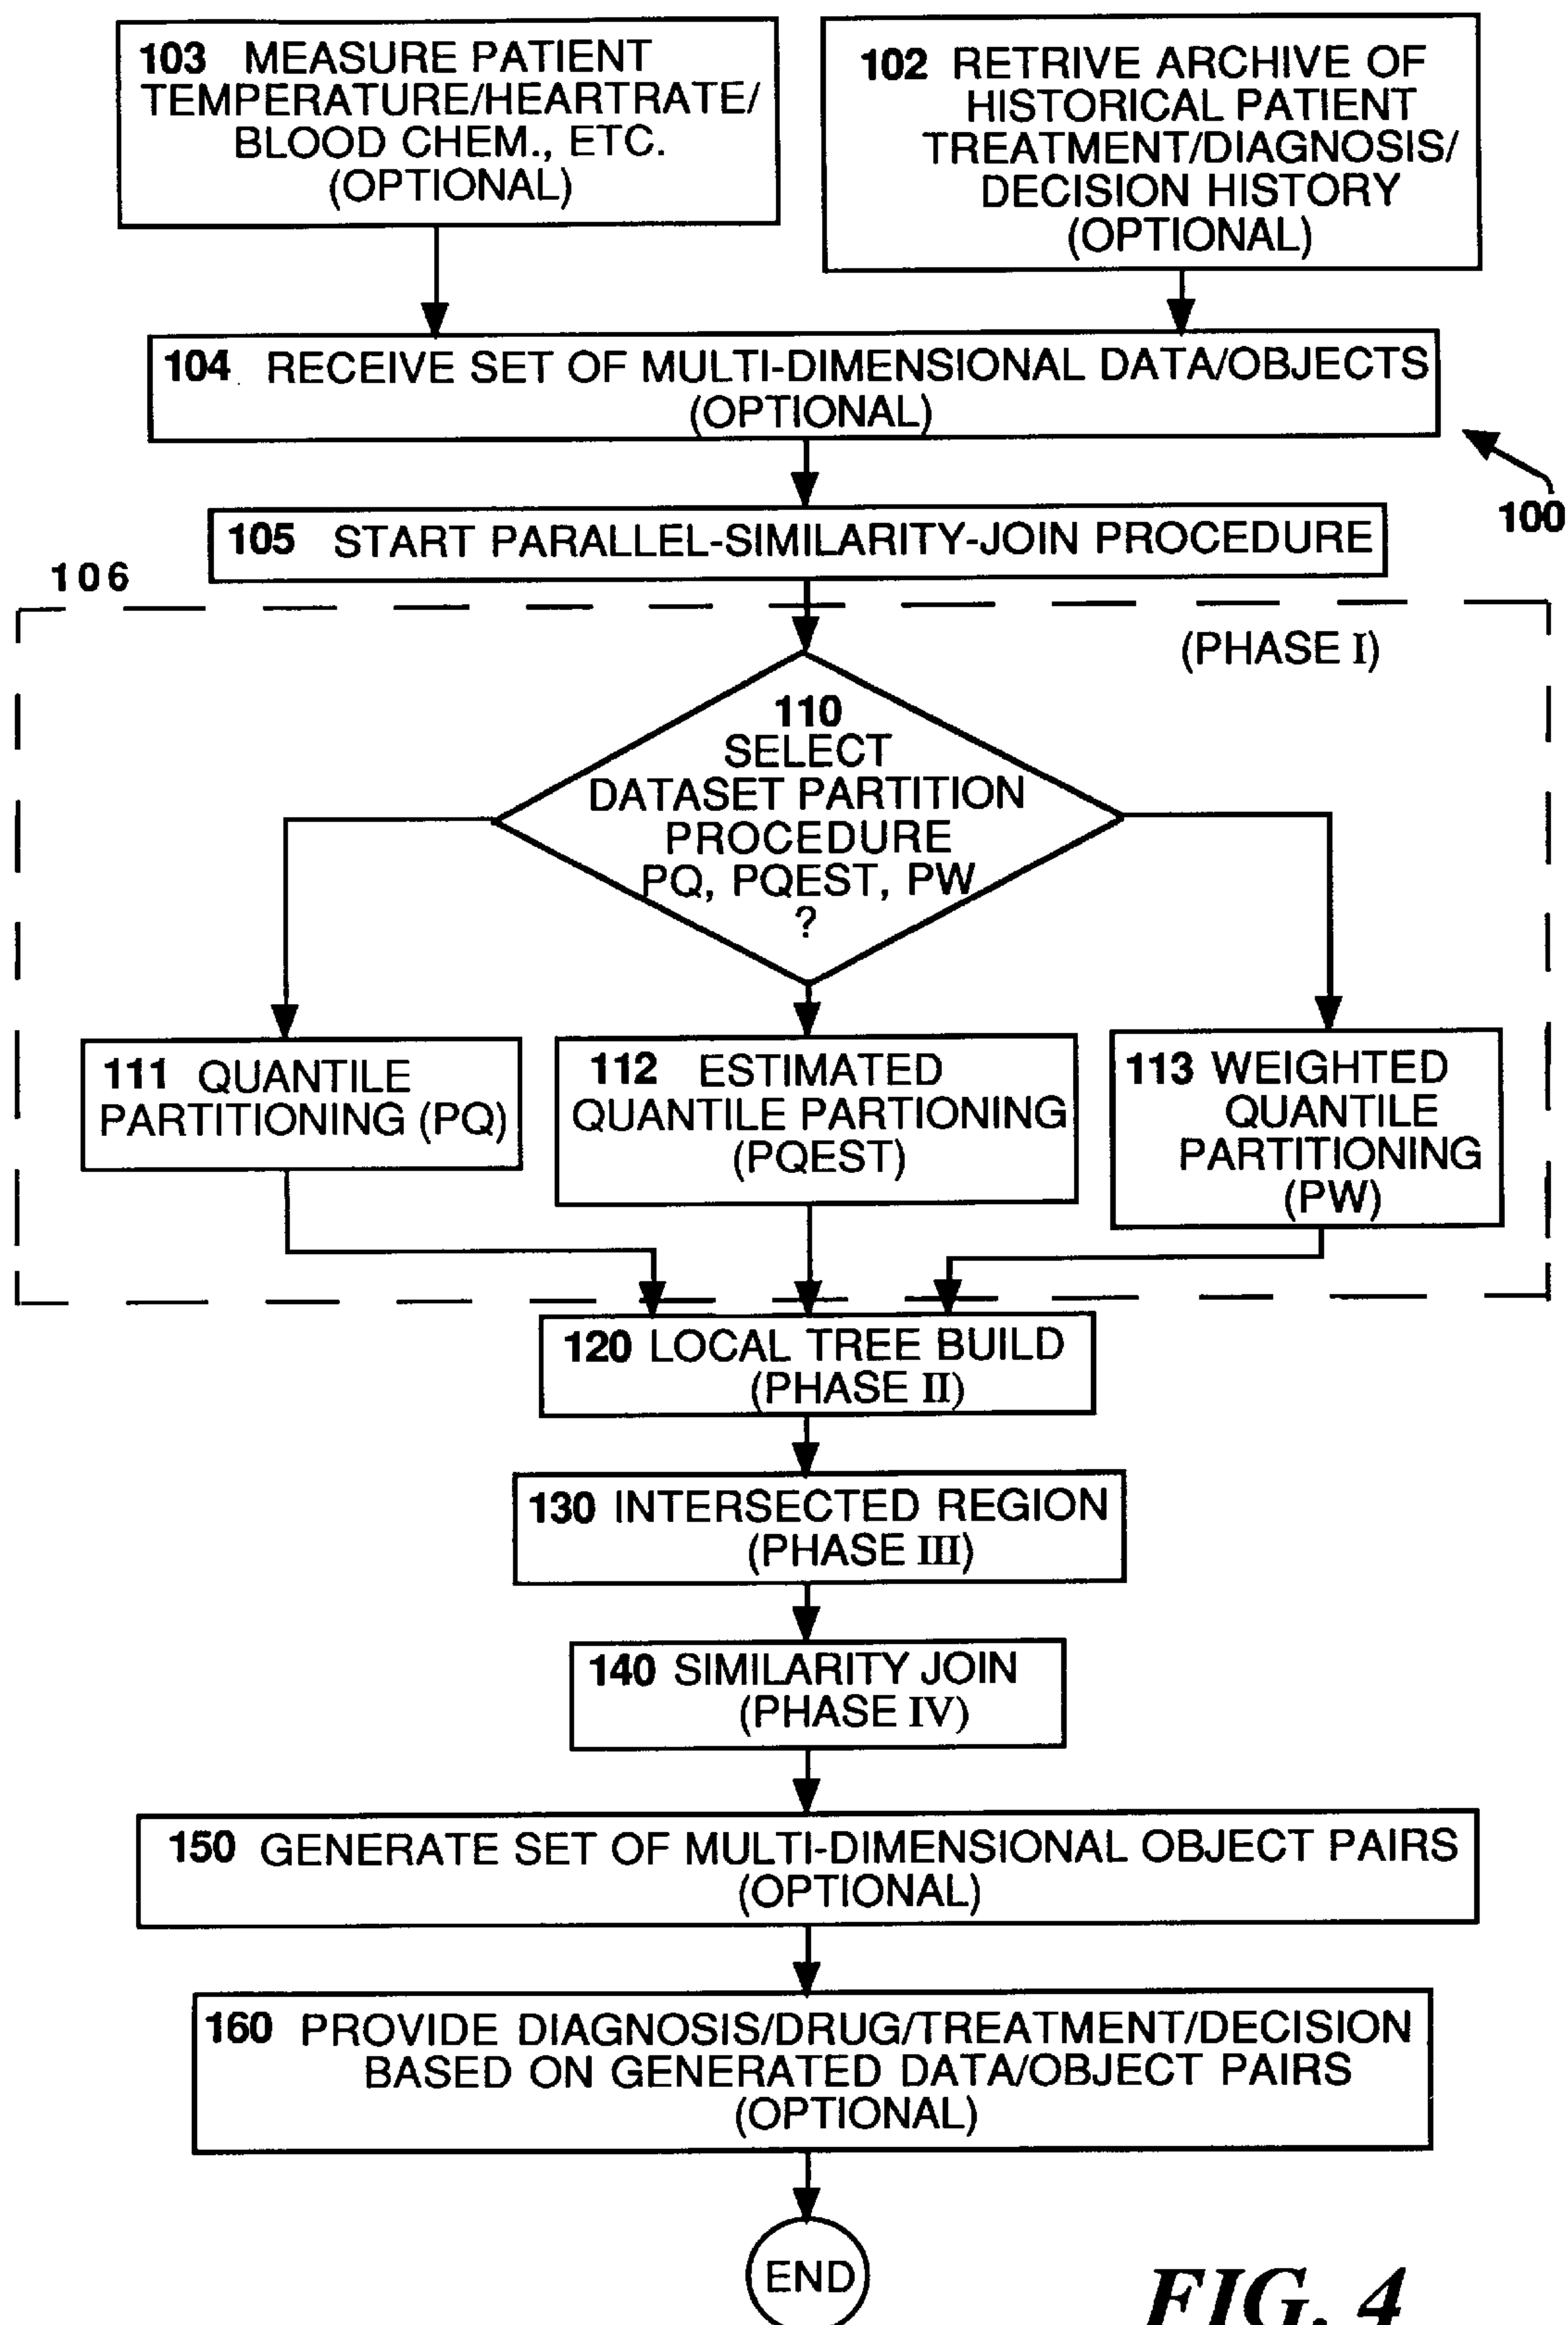 103 MEASURE PATIENT
TEMPERATURE/HEARTRATE/
BLOOD CHEM., ETC.
(OPTIONAL)
102 RETRIVE ARCHIVE OF
HISTORICAL PATIENT
TREATMENT/DIAGNOSIS/
DECISION HISTORY
(OPTIONAL)
104 RECEIVE SET OF MULTI-DIMENSIONAL DATA/OBJECTS
(OPTIONAL)
100
105 START PARALLEL-SIMILARITY-JOIN PROCEDURE
106
(PHASE I)
110
SELECT
DATASET PARTITION
PROCEDURE
PQ, PQEST, PW
?
111 QUANTILE
PARTITIONING (PQ)
112 ESTIMATED
QUANTILE PARTIONING
(PQEST)
113 WEIGHTED
QUANTILE
PARTITIONING
(PW)
120 LOCAL TREE BUILD
(PHASE II)
130 INTERSECTED REGION
(PHASE III)
140 SIMILARITY JOIN
(PHASE IV)
150 GENERATE SET OF MULTI-DIMENSIONAL OBJECT PAIRS
(OPTIONAL)
160 PROVIDE DIAGNOSIS/DRUG/TREATMENT/DECISION
BASED ON GENERATED DATA/OBJECT PAIRS
(OPTIONAL)
END
FIG. 4